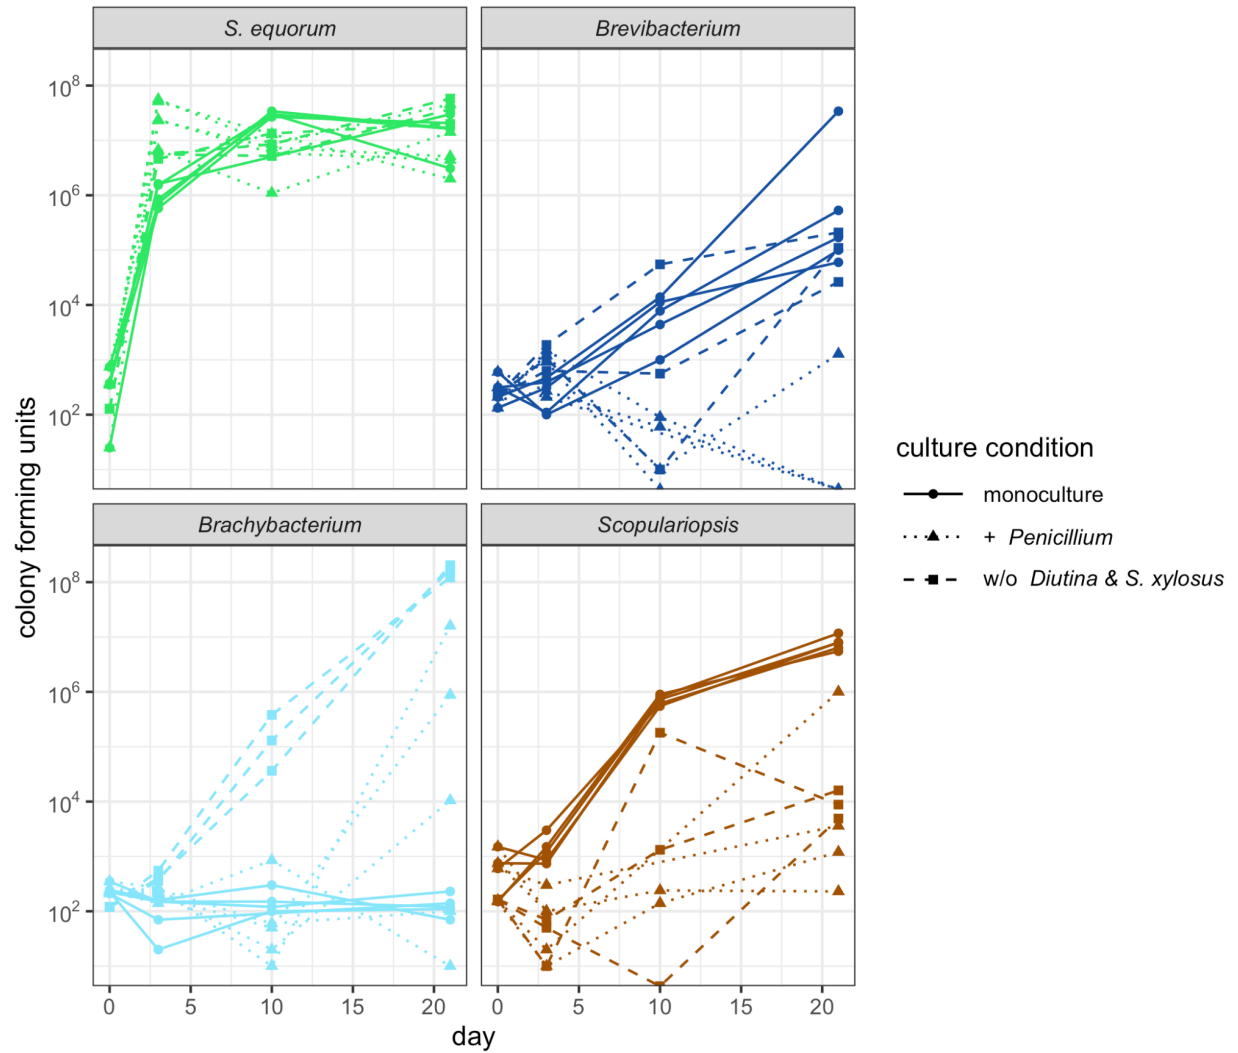 S. equorum
Brevibacterium
10^8
10^6
10^4
10^2
Brachybacterium
Scopulariopsis
10^8
10^6
10^4
10^2
0 5 10 15 20
0 5 10 15 20
day
colony forming units
culture condition
monoculture
+ Penicillium
w/o Diutina & S. xylosus